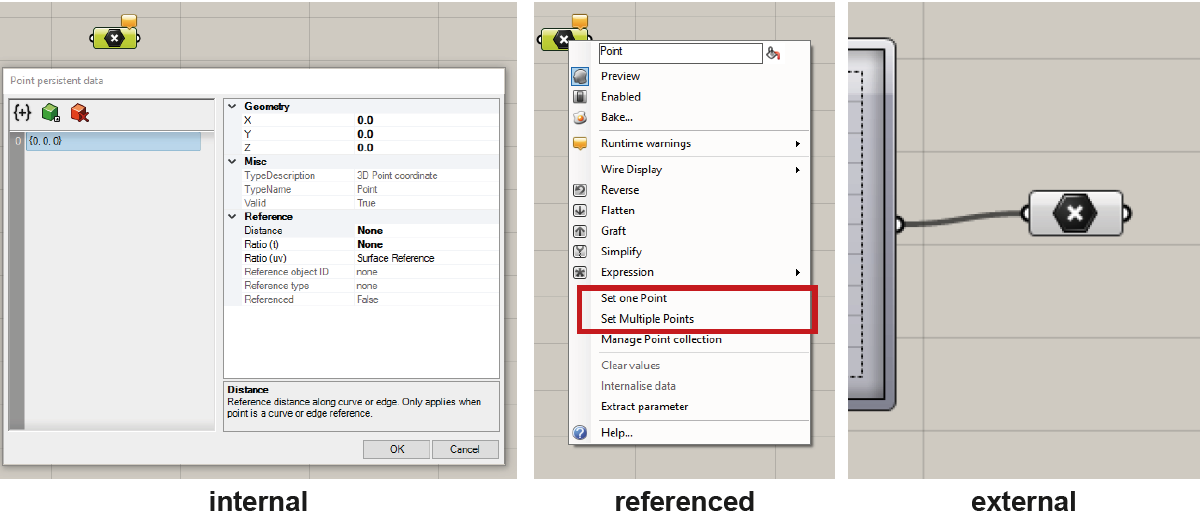 Point persistent data
{+}
0 {0, 0, 0}
Geometry
X 0.0
Y 0.0
Z 0.0
Misc
TypeDescription 3D Point coordinate
TypeName Point
Valid True
Reference
Distance None
Ratio (t) None
Ratio (uv) Surface Reference
Reference object ID none
Reference type none
Referenced False
Distance
Reference distance along curve or edge. Only applies when
point is a curve or edge reference.
OK Cancel
internal
Point
Preview
Enabled
Bake...
Runtime warnings
Wire Display
Reverse
Flatten
Graft
Simplify
Expression
Set one Point
Set Multiple Points
Manage Point collection
Clear values
Internalise data
Extract parameter
Help...
referenced
external